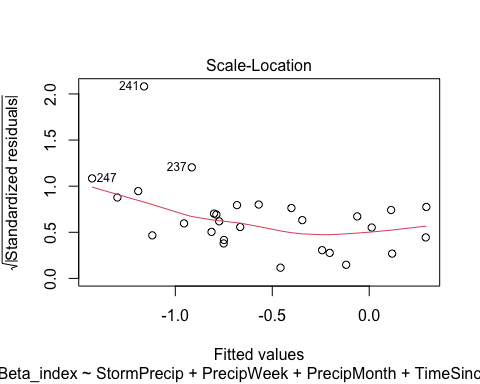 Scale-Location
√|Standardized residuals|
2.0
1.5
1.0
0.5
0.0
241
237
247
-1.0
-0.5
0.0
Fitted values
Beta_index ~ StormPrecip + PrecipWeek + PrecipMonth + TimeSinc